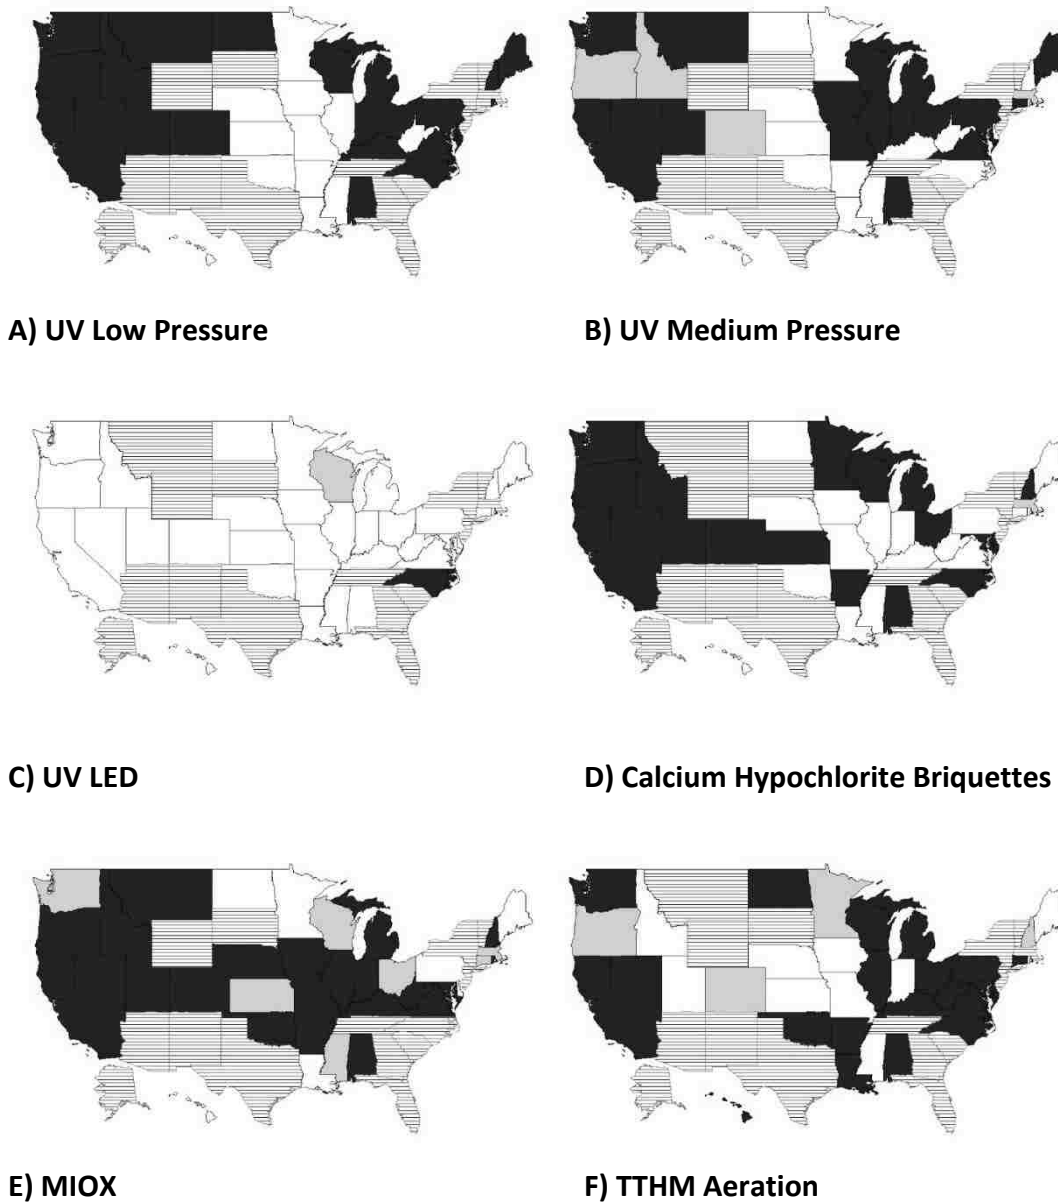 A) UV Low Pressure
B) UV Medium Pressure
C) UV LED
D) Calcium Hypochlorite Briquettes
E) MIOX
F) TTHM Aeration